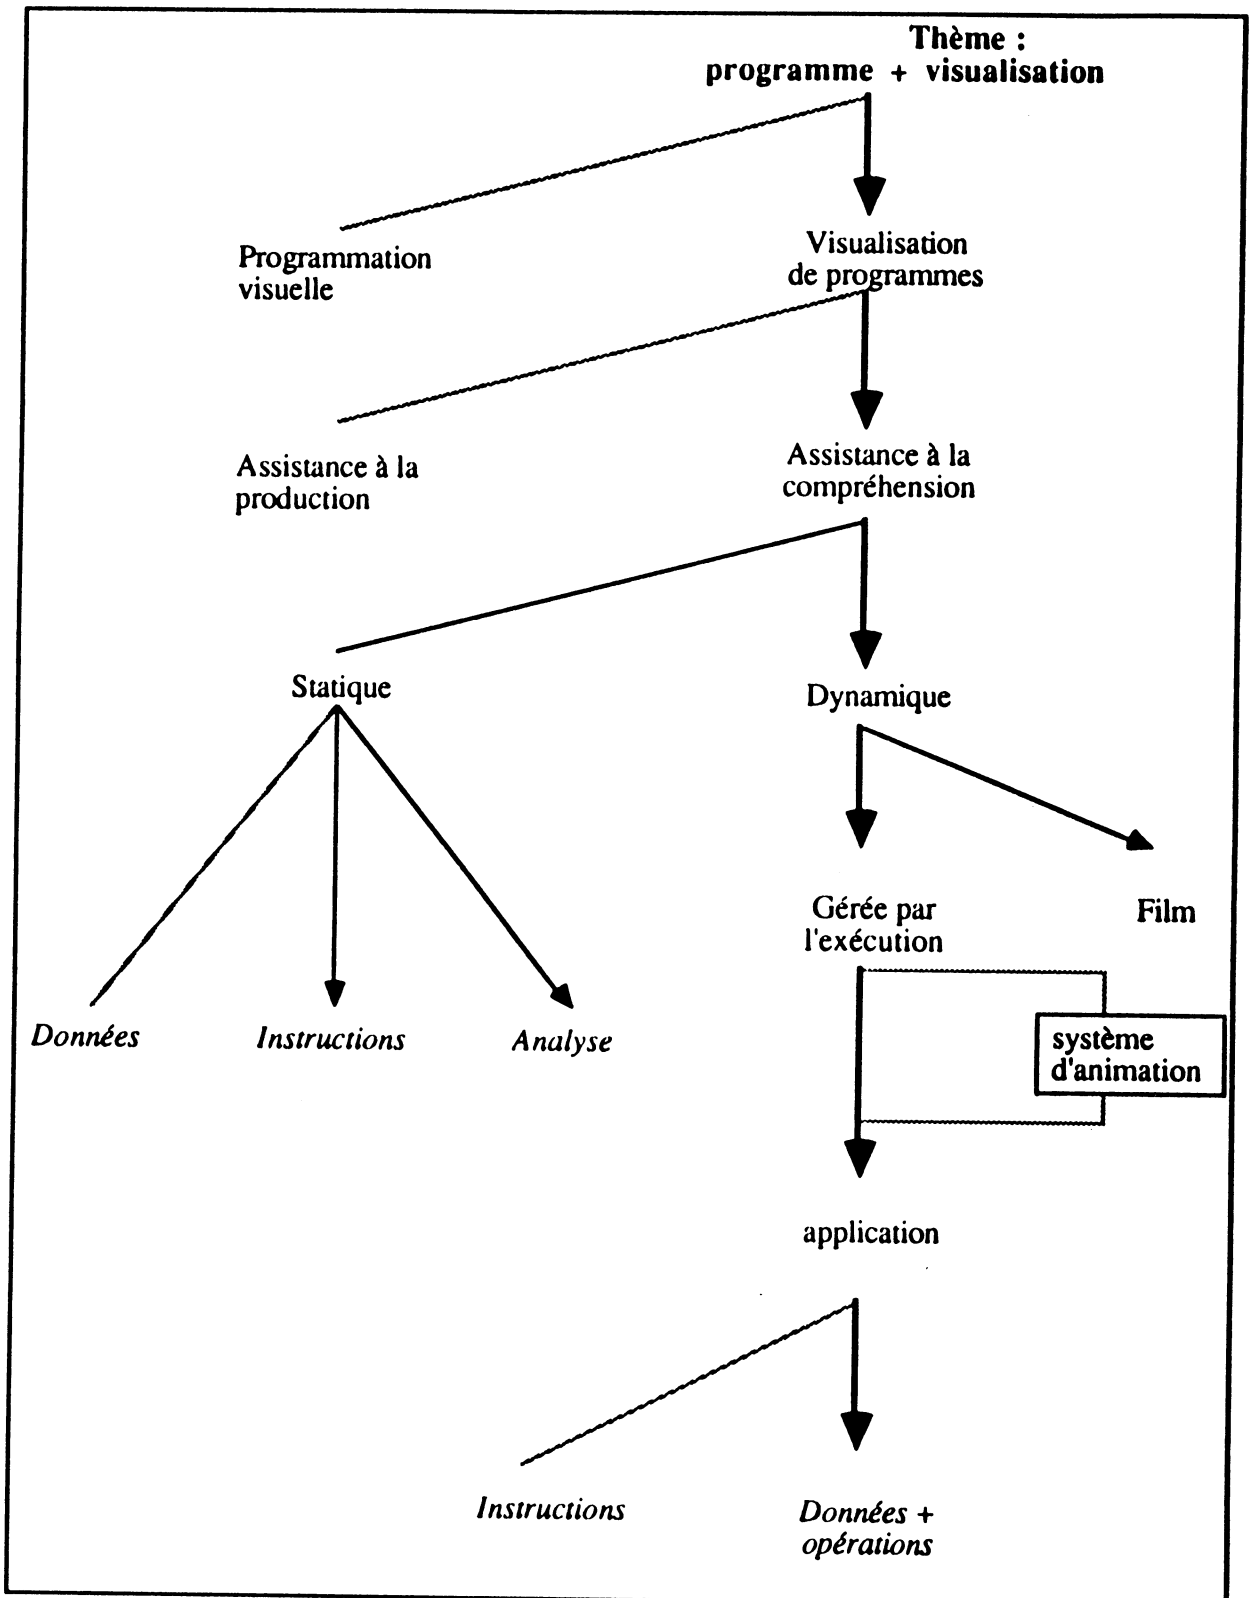 Thème :
programme + visualisation
Programmation
visuelle
Visualisation
de programmes
Assistance à la
production
Assistance à la
compréhension
Statique
Dynamique
Gérée par
l'exécution
Film
Données
Instructions
Analyse
système
d'animation
application
Instructions
Données +
opérations